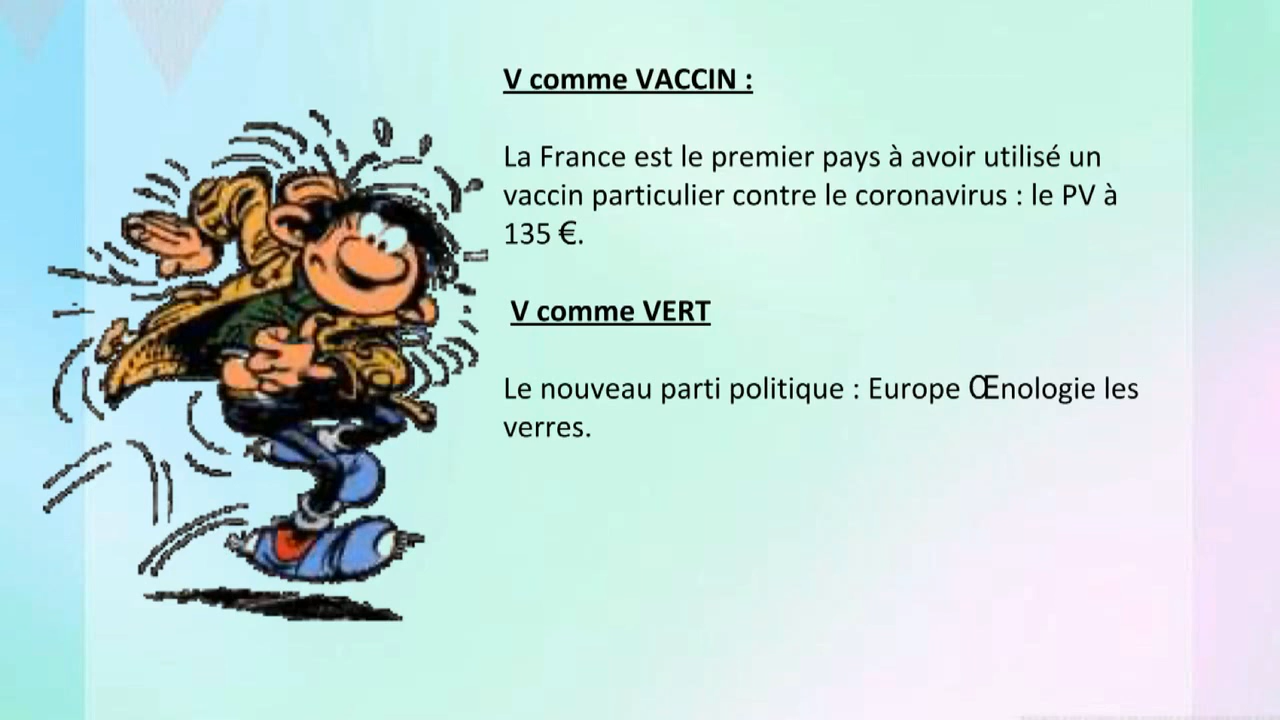 V comme VACCIN :
La France est le premier pays à avoir utilisé un
vaccin particulier contre le coronavirus : le PV à
135 €.
V comme VERT
Le nouveau parti politique : Europe Œnologie les
verres.